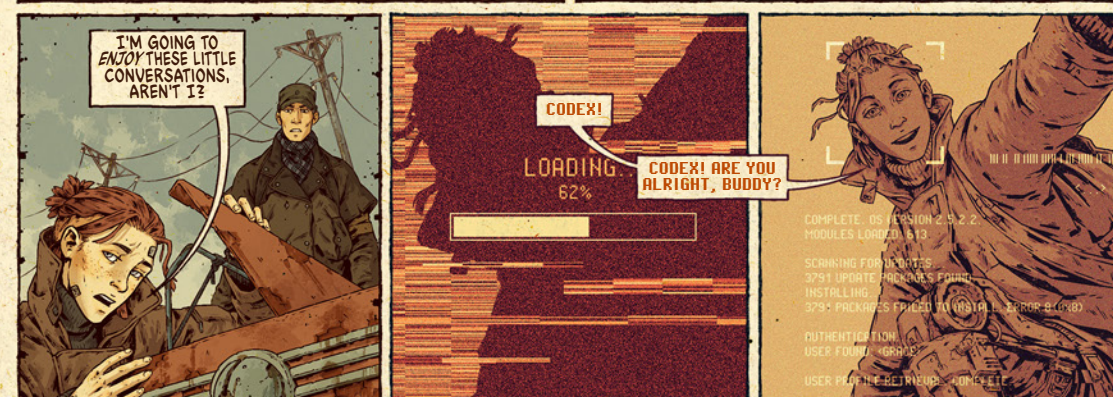 I'M GOING TO
ENJOY THESE LITTLE
CONVERSATIONS,
AREN'T I?
CODEX!
LOADING..
62%
CODEX! ARE YOU
ALRIGHT, BUDDY?
COMPLETE. OS VERSION 2.5.2.2.
MODULES LOADED: 613
SCANNING FOR UPDATES
3791 UPDATE PACKAGES FOUND.
INSTALLING
3791 PACKAGES FAILED TO INSTALL. ERROR 8 (0x8)
AUTHENTICATION
USER FOUND: <GRACE>
USER PROFILE RETRIEVAL COMPLETE